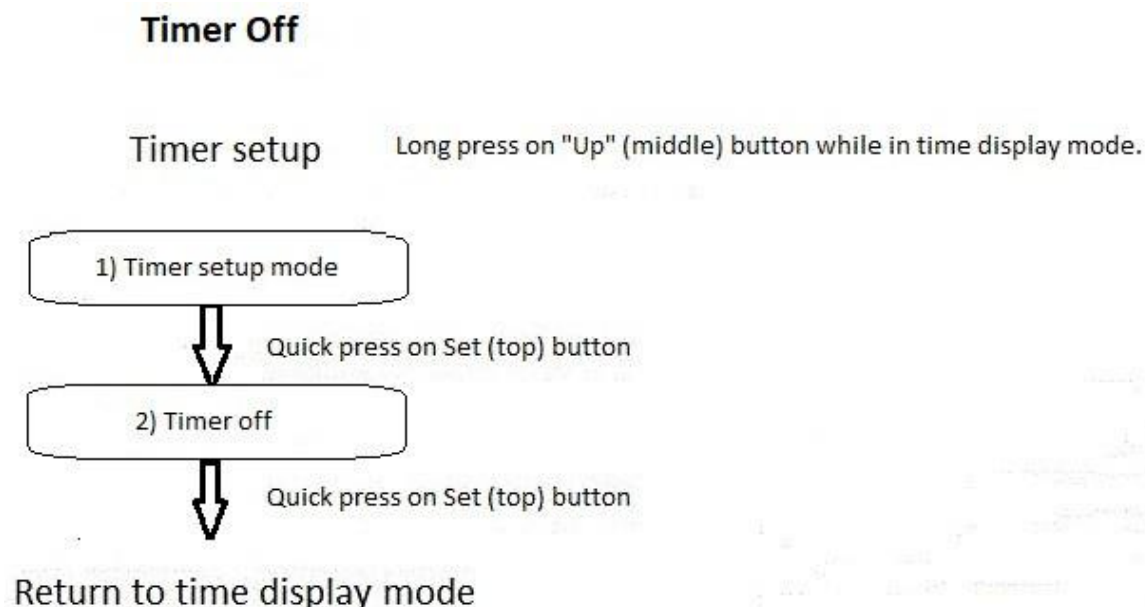 Timer Off
Timer setup
Long press on "Up" (middle) button while in time display mode.
1) Timer setup mode
Quick press on Set (top) button
2) Timer off
Quick press on Set (top) button
Return to time display mode